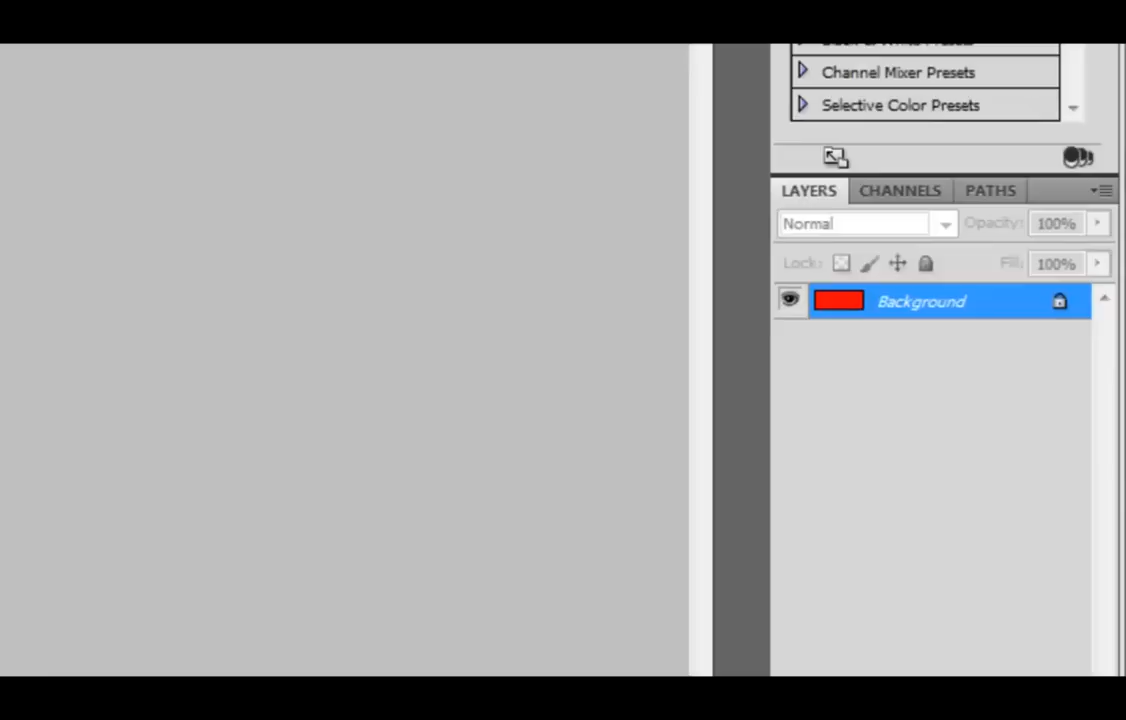 Channel Mixer Presets
Selective Color Presets
LAYERS CHANNELS PATHS
Normal Opacity: 100%
Lock: Fill: 100%
Background